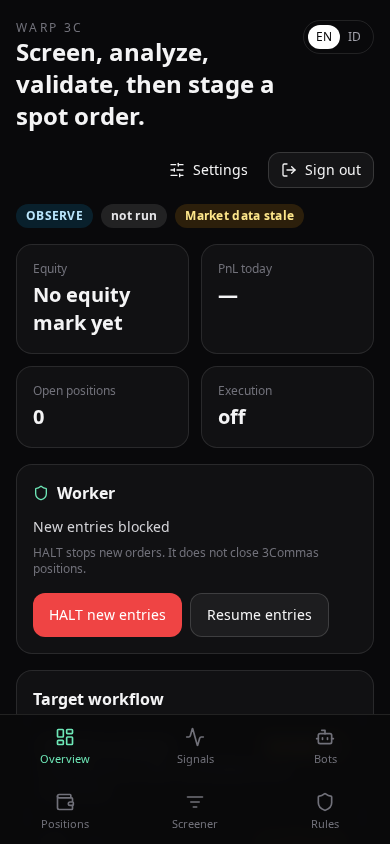 WARP 3C
EN ID
Screen, analyze,
validate, then stage a
spot order.
Settings Sign out
OBSERVE not run Market data stale
Equity
No equity
mark yet
PnL today
—
Open positions
0
Execution
off
Worker
New entries blocked
HALT stops new orders. It does not close 3Commas
positions.
HALT new entries Resume entries
Target workflow
Overview Signals Bots
Positions Screener Rules